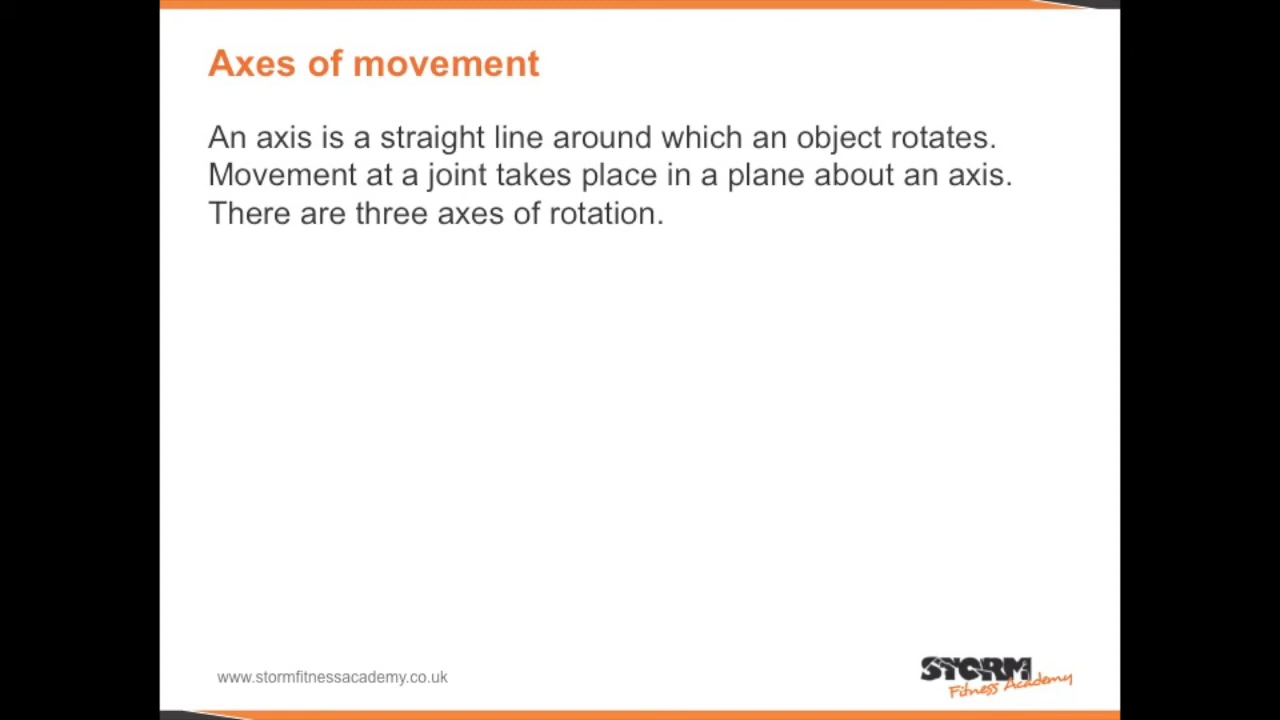 Axes of movement
An axis is a straight line around which an object rotates.
Movement at a joint takes place in a plane about an axis.
There are three axes of rotation.
www.stormfitnessacademy.co.uk
STORM
Fitness Academy